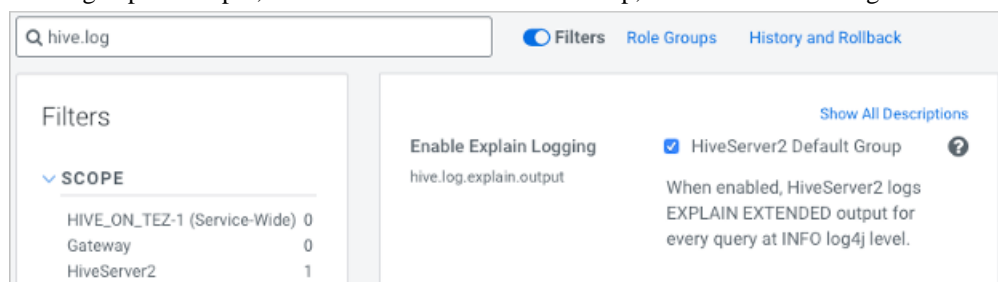 hive.log
Filters Role Groups History and Rollback
Filters
SCOPE
HIVE_ON_TEZ-1 (Service-Wide) 0
Gateway 0
HiveServer2 1
Show All Descriptions
Enable Explain Logging
hive.log.explain.output
HiveServer2 Default Group ?
When enabled, HiveServer2 logs
EXPLAIN EXTENDED output for
every query at INFO log4j level.